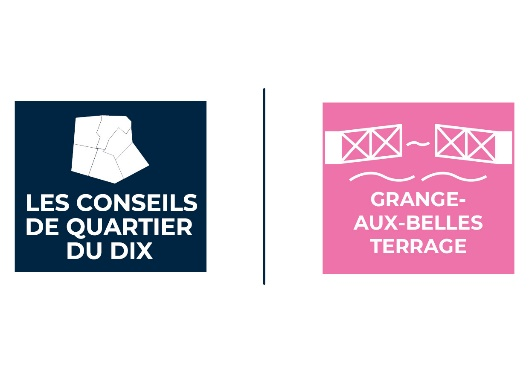 LES CONSEILS
DE QUARTIER
DU DIX
GRANGE-
AUX-BELLES
TERRAGE